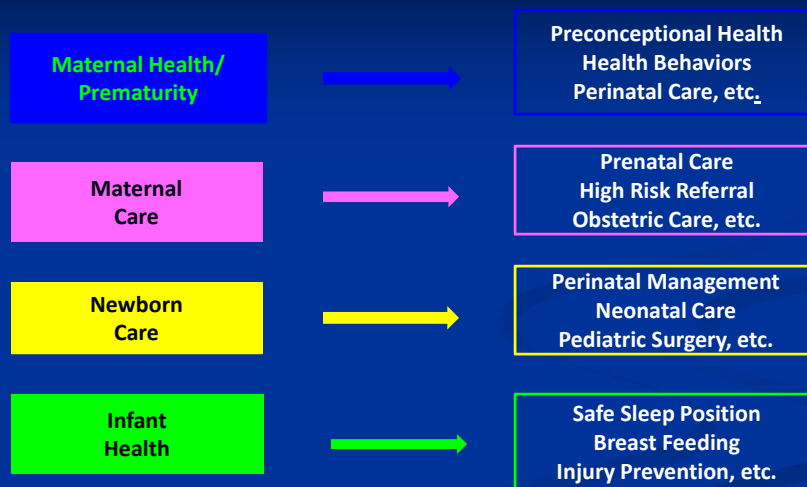 Maternal Health/
Prematurity
Preconceptional Health
Health Behaviors
Perinatal Care, etc.
Maternal
Care
Prenatal Care
High Risk Referral
Obstetric Care, etc.
Newborn
Care
Perinatal Management
Neonatal Care
Pediatric Surgery, etc.
Infant
Health
Safe Sleep Position
Breast Feeding
Injury Prevention, etc.